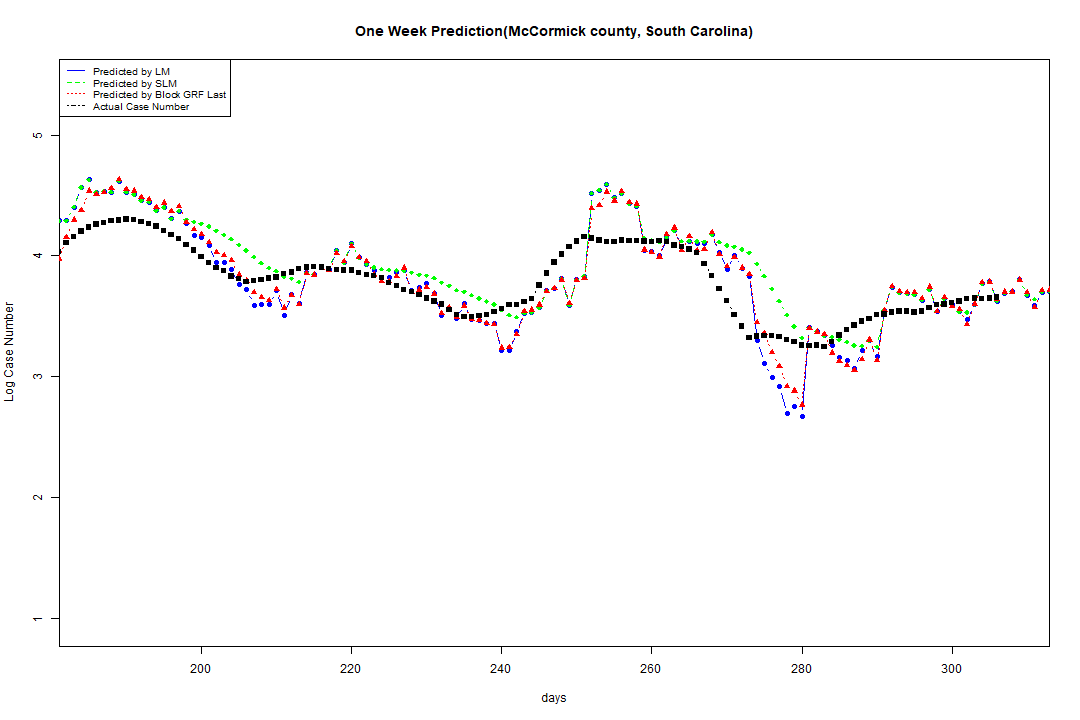 One Week Prediction(McCormick county, South Carolina)
Predicted by LM
Predicted by SLM
Predicted by Block GRF Last
Actual Case Number
5
4
3
2
1
Log Case Number
200 220 240 260 280 300
days